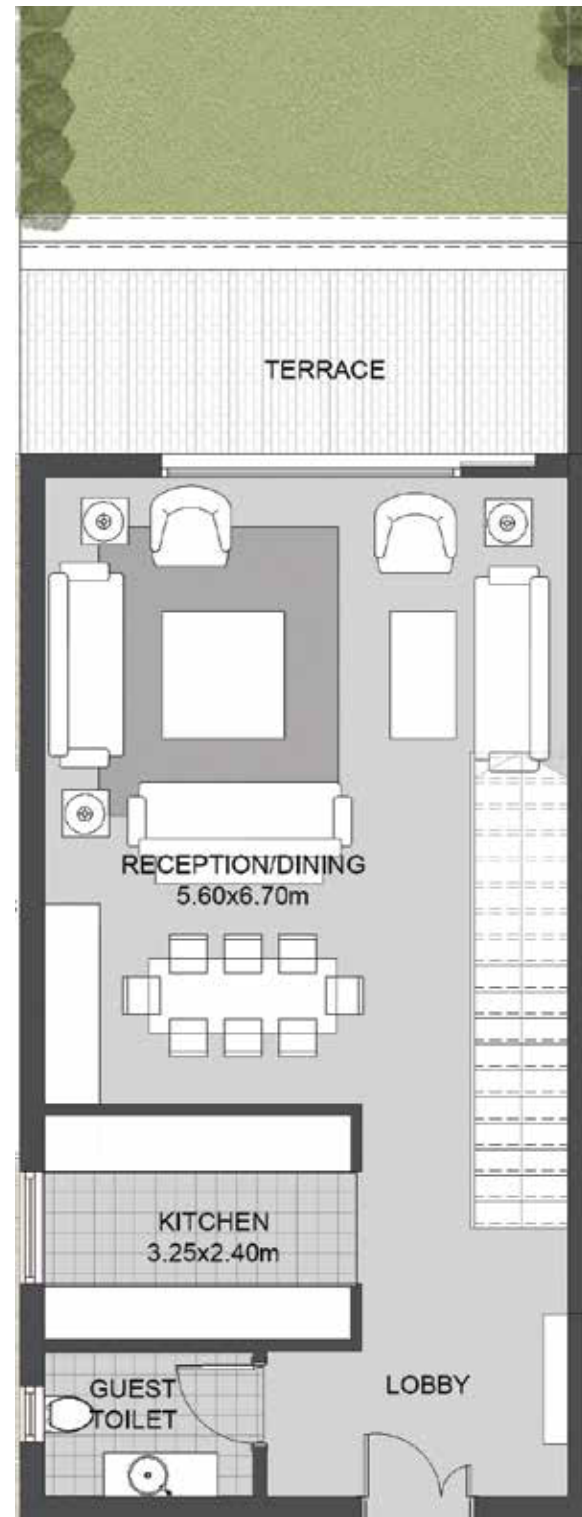 TERRACE
RECEPTION/DINING
5.60x6.70m
KITCHEN
3.25x2.40m
GUEST
TOILET
LOBBY